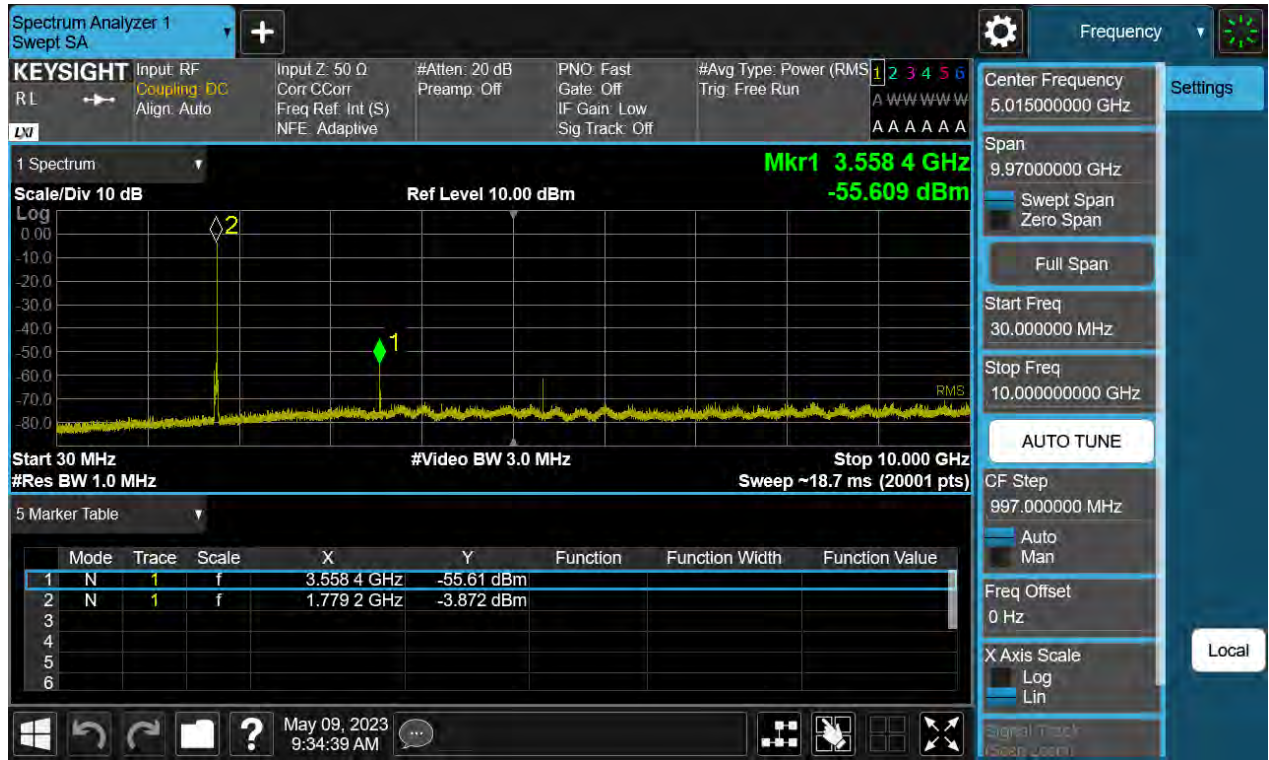 Spectrum Analyzer 1
Swept SA
Frequency
KEYSIGHT
RL
LXI
Input: RF
Coupling: DC
Align: Auto
Input Z: 50 Ω
Corr CCorr
Freq Ref: Int (S)
NFE: Adaptive
#Atten: 20 dB
Preamp: Off
PNO: Fast
Gate: Off
IF Gain: Low
Sig Track: Off
#Avg Type: Power (RMS
Trig: Free Run
1 2 3 4 5 6
A W W W W W
A A A A A A
1 Spectrum
Scale/Div 10 dB
Ref Level 10.00 dBm
Mkr1 3.558 4 GHz
-55.609 dBm
Log
0.00
-10.0
-20.0
-30.0
-40.0
-50.0
-60.0
-70.0
-80.0
2
1
RMS
Start 30 MHz
#Video BW 3.0 MHz
Stop 10.000 GHz
#Res BW 1.0 MHz
Sweep ~18.7 ms (20001 pts)
5 Marker Table
Mode Trace Scale X Y Function Function Width Function Value
1 N 1 f 3.558 4 GHz -55.61 dBm
2 N 1 f 1.779 2 GHz -3.872 dBm
3
4
5
6
May 09, 2023
9:34:39 AM
Center Frequency
5.015000000 GHz
Settings
Span
9.97000000 GHz
Swept Span
Zero Span
Full Span
Start Freq
30.000000 MHz
Stop Freq
10.000000000 GHz
AUTO TUNE
CF Step
997.000000 MHz
Auto
Man
Freq Offset
0 Hz
X Axis Scale
Log
Lin
Local
Signal Track
(Span Zoom)